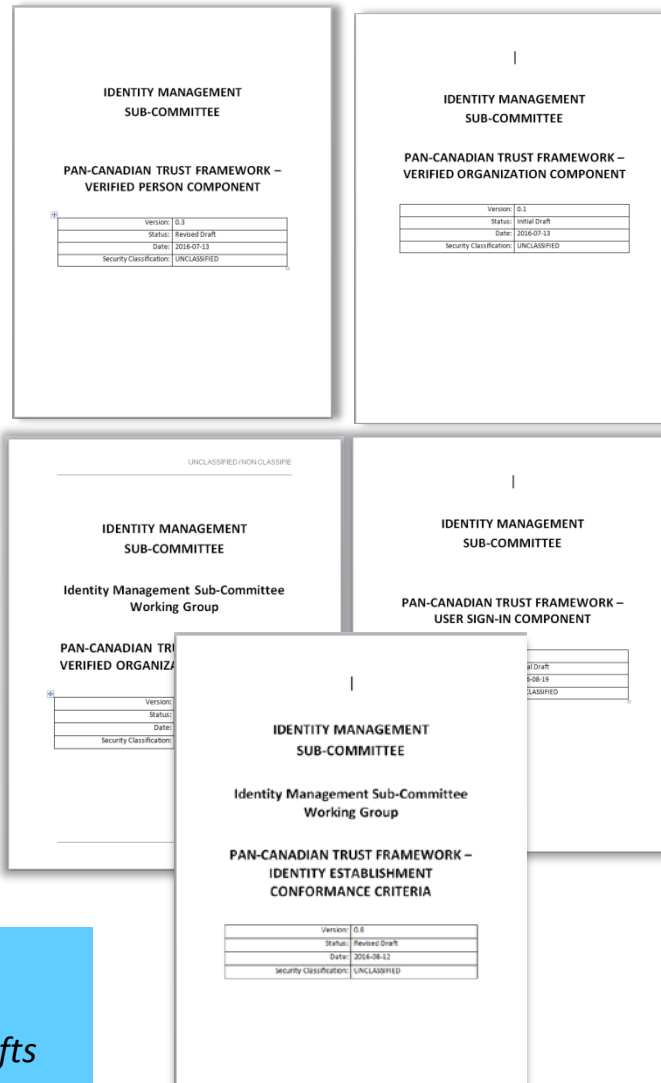 IDENTITY MANAGEMENT
SUB-COMMITTEE
PAN-CANADIAN TRUST FRAMEWORK –
VERIFIED PERSON COMPONENT
Version: 0.3
Status: Revised Draft
Date: 2016-07-13
Security Classification: UNCLASSIFIED
IDENTITY MANAGEMENT
SUB-COMMITTEE
PAN-CANADIAN TRUST FRAMEWORK –
VERIFIED ORGANIZATION COMPONENT
Version: 0.1
Status: Initial Draft
Date: 2016-07-13
Security Classification: UNCLASSIFIED
UNCLASSIFIED / NON CLASSIFIE
IDENTITY MANAGEMENT
SUB-COMMITTEE
Identity Management Sub-Committee
Working Group
PAN-CANADIAN TR
VERIFIED ORGANIZA
Version:
Status:
Date:
Security Classification:
IDENTITY MANAGEMENT
SUB-COMMITTEE
PAN-CANADIAN TRUST FRAMEWORK –
USER SIGN-IN COMPONENT
al Draft
6-08-19
CLASSIFIED
IDENTITY MANAGEMENT
SUB-COMMITTEE
Identity Management Sub-Committee
Working Group
PAN-CANADIAN TRUST FRAMEWORK –
IDENTITY ESTABLISHMENT
CONFORMANCE CRITERIA
Version:
Status: Revised Draft
Date: 2016-08-12
Security Classification: UNCLASSIFIED
fts